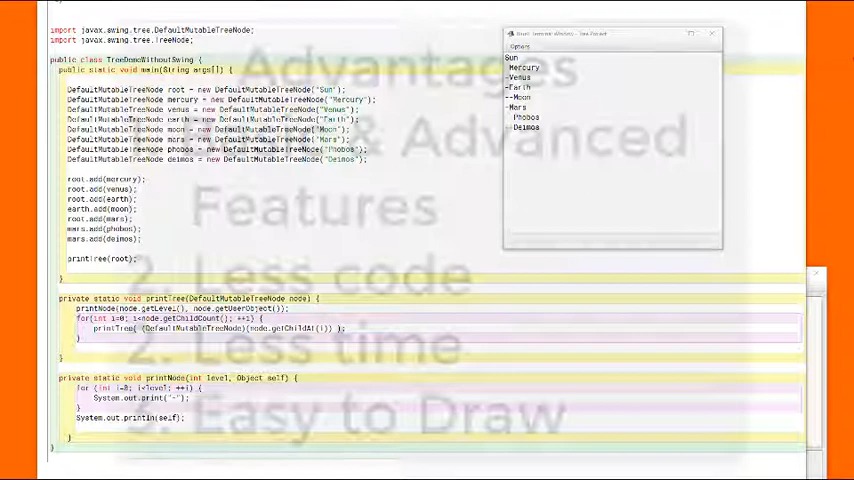 import javax.swing.tree.DefaultMutableTreeNode;
import javax.swing.tree.TreeNode;
public class TreeDemoWithoutSwing {
public static void main(String args[]) {
DefaultMutableTreeNode root = new DefaultMutableTreeNode("Sun");
DefaultMutableTreeNode mercury = new DefaultMutableTreeNode("Mercury");
DefaultMutableTreeNode venus = new DefaultMutableTreeNode("Venus");
DefaultMutableTreeNode earth = new DefaultMutableTreeNode("Earth");
DefaultMutableTreeNode moon = new DefaultMutableTreeNode("Moon");
DefaultMutableTreeNode mars = new DefaultMutableTreeNode("Mars");
DefaultMutableTreeNode phobos = new DefaultMutableTreeNode("Phobos");
DefaultMutableTreeNode deimos = new DefaultMutableTreeNode("Deimos");
root.add(mercury);
root.add(venus);
root.add(earth);
earth.add(moon);
root.add(mars);
mars.add(phobos);
mars.add(deimos);
printTree(root);
}
private static void printTree(DefaultMutableTreeNode node) {
printNode(node.getLevel(), node.getUserObject());
for(int i=0; i<node.getChildCount(); ++i) {
printTree( (DefaultMutableTreeNode)(node.getChildAt(i)) );
}
}
private static void printNode(int level, Object self) {
for (int i=0; i<level; ++i) {
System.out.print("-");
}
System.out.println(self);
}
}
Options
Sun
Mercury
-Venus
-Earth
--Moon
-Mars
Phobos
--Deimos
Advantages
& Advanced
Features
2. Less code
2. Less time
3. Easy to Draw